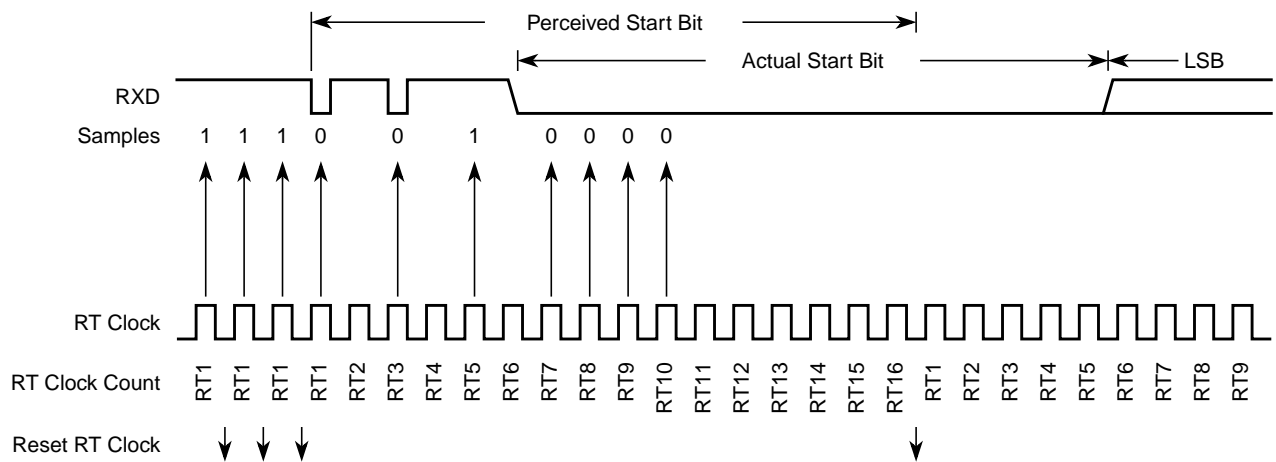 Perceived Start Bit
Actual Start Bit LSB
RXD
Samples 1 1 1 0 0 1 0 0 0 0
RT Clock
RT Clock Count RT1 RT1 RT1 RT1 RT2 RT3 RT4 RT5 RT6 RT7 RT8 RT9 RT10 RT11 RT12 RT13 RT14 RT15 RT16 RT1 RT2 RT3 RT4 RT5 RT6 RT7 RT8 RT9
Reset RT Clock